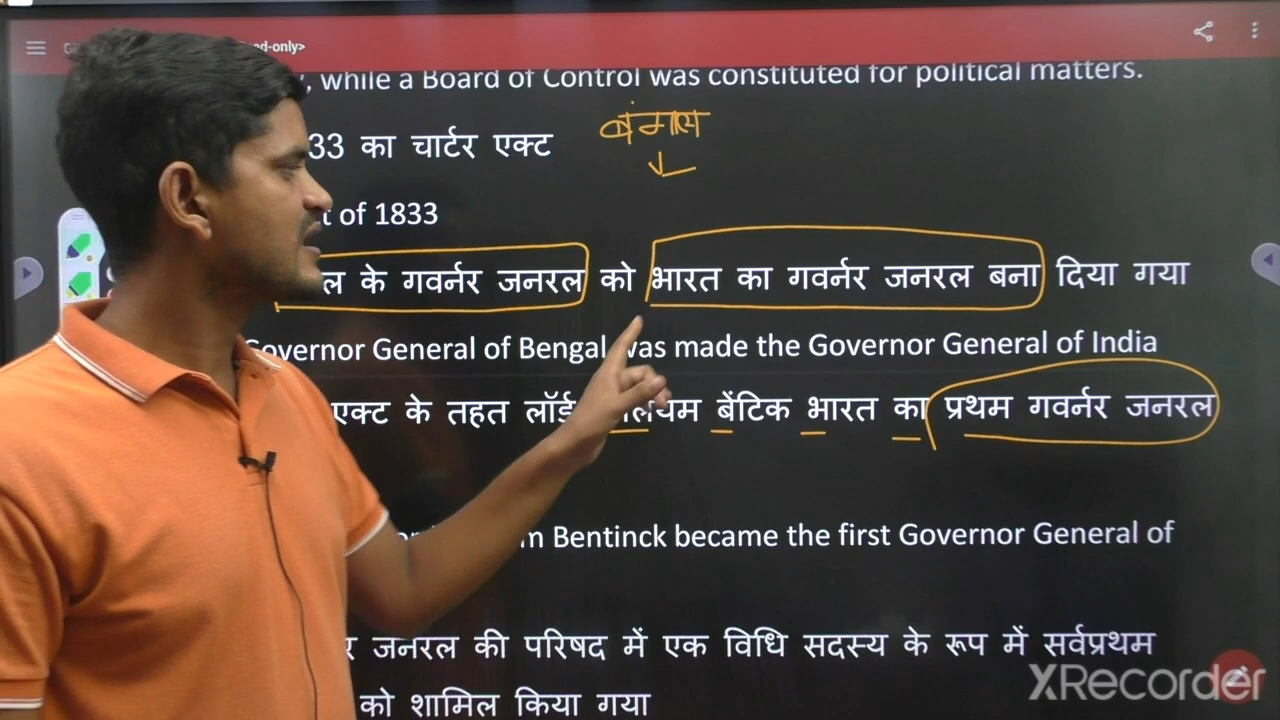 ad-only>
, while a Board of Control was constituted for political matters.
33 का चार्टर एक्ट
बंगाल
t of 1833
ल के गवर्नर जनरल को भारत का गवर्नर जनरल बना दिया गया
Governor General of Bengal was made the Governor General of India
एक्ट के तहत लॉर्ड बेंटिक भारत का प्रथम गवर्नर जनरल
Bentinck became the first Governor General of
र जनरल की परिषद में एक विधि सदस्य के रूप में सर्वप्रथम
को शामिल किया गया
XRecorder